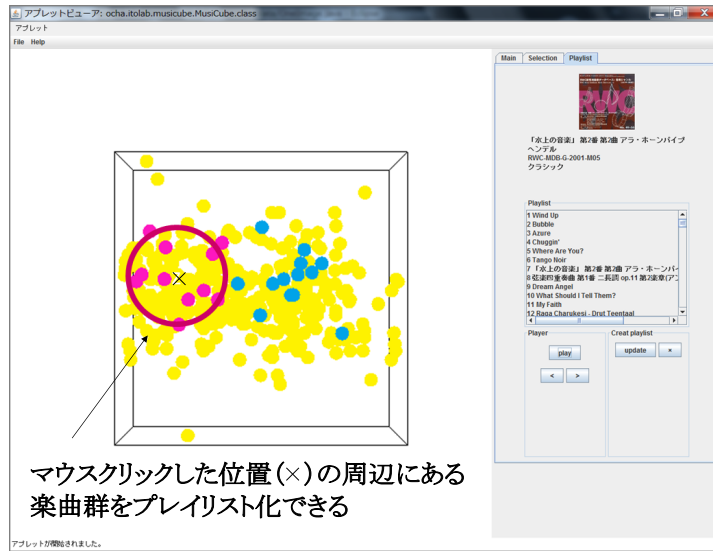 アプレットビューア: ocha.itolab.musicube.MusiCube.class
アプレット
File Help
Main Selection Playlist
RWC
「水上の音楽」 第2番 第2曲 アラ・ホーンパイプ
ヘンデル
RWC-MDB-G-2001-M05
クラシック
Playlist
1 Wind Up
2 Bubble
3 Azure
4 Chuggin'
5 Where Are You?
6 Tango Noir
7 「水上の音楽」 第2番 第2曲 アラ・ホーンパ
8 弦楽四重奏曲 第1番 ニ長調 op.11 第2楽章(ア
9 Dream Angel
10 What Should I Tell Them?
11 My Faith
12 Raga Charukesi - Drut Teentaal
Player
play
< >
Creat playlist
update ×
マウスクリックした位置(×)の周辺にある
楽曲群をプレイリスト化できる
アプレットが開始されました。